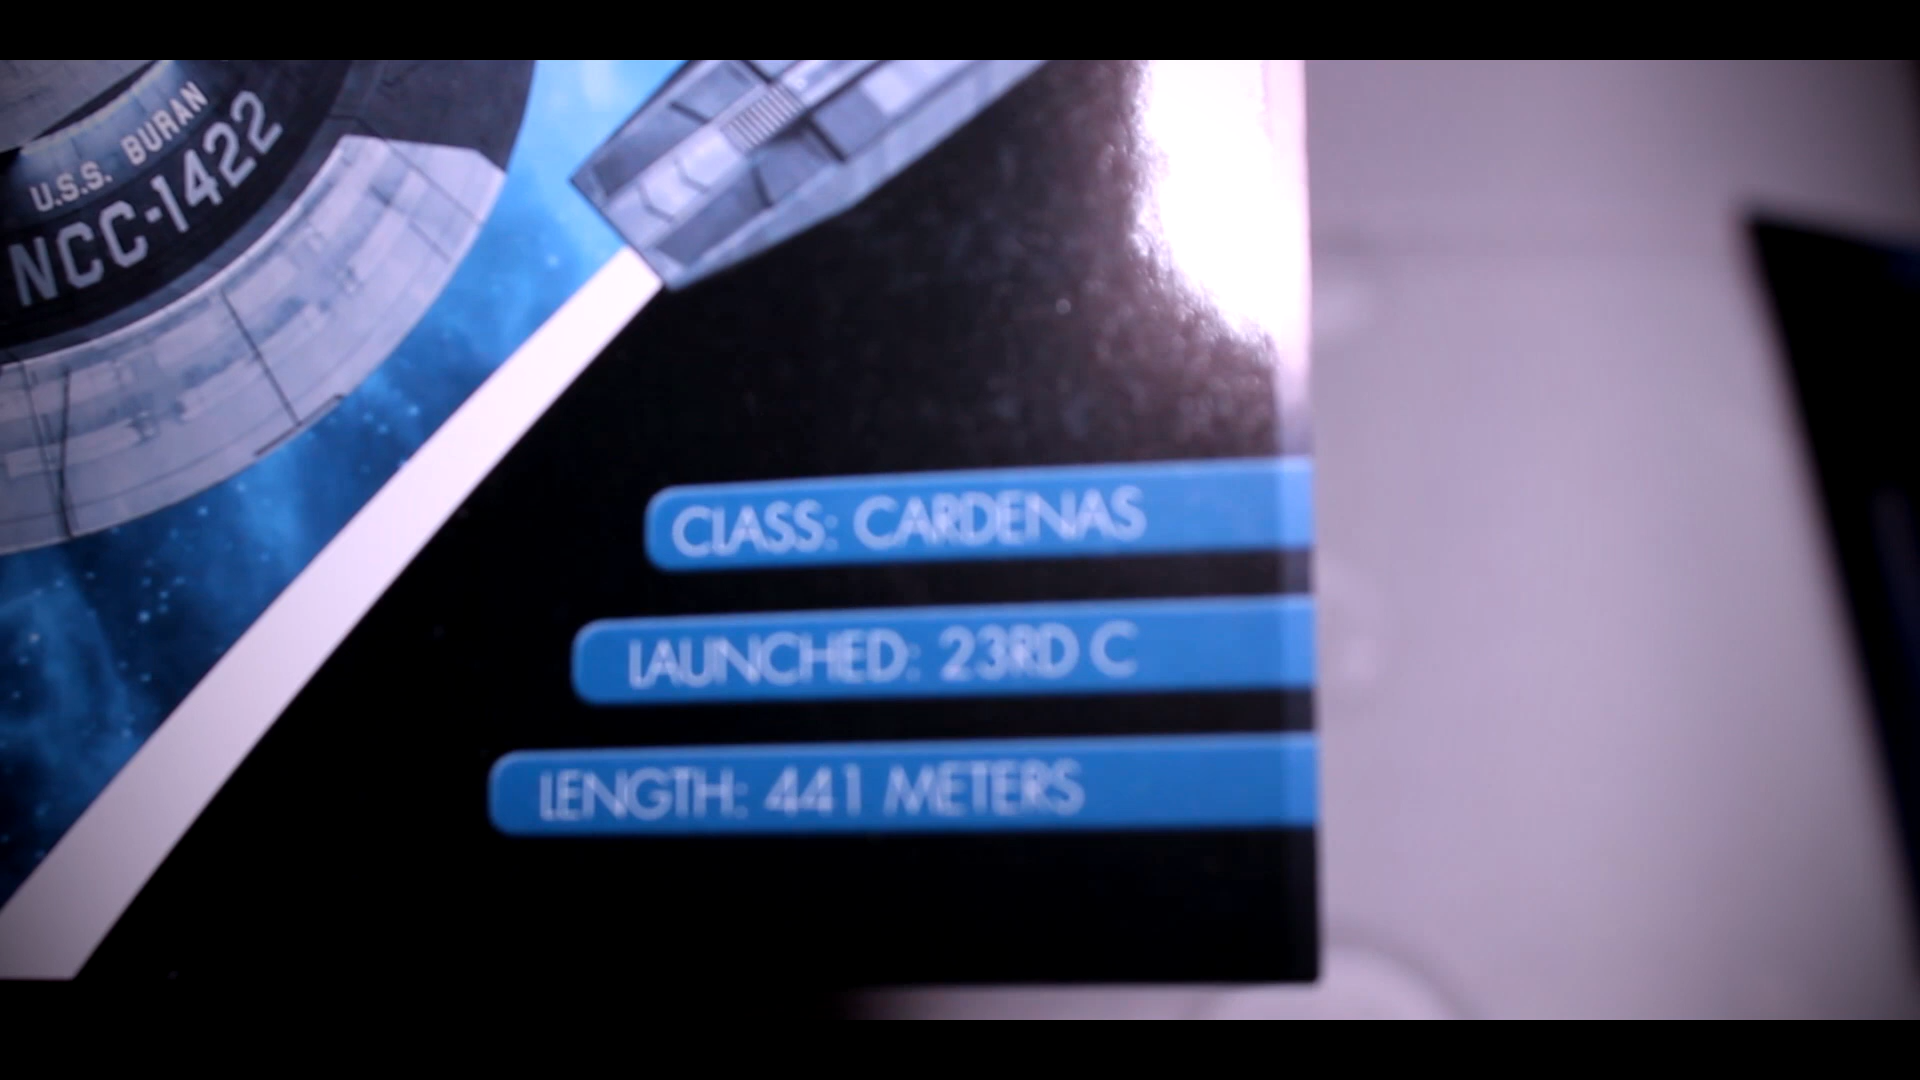 U.S.S. BURAN
NCC-1422
CLASS: CARDENAS
LAUNCHED: 23RD C
LENGTH: 441 METERS